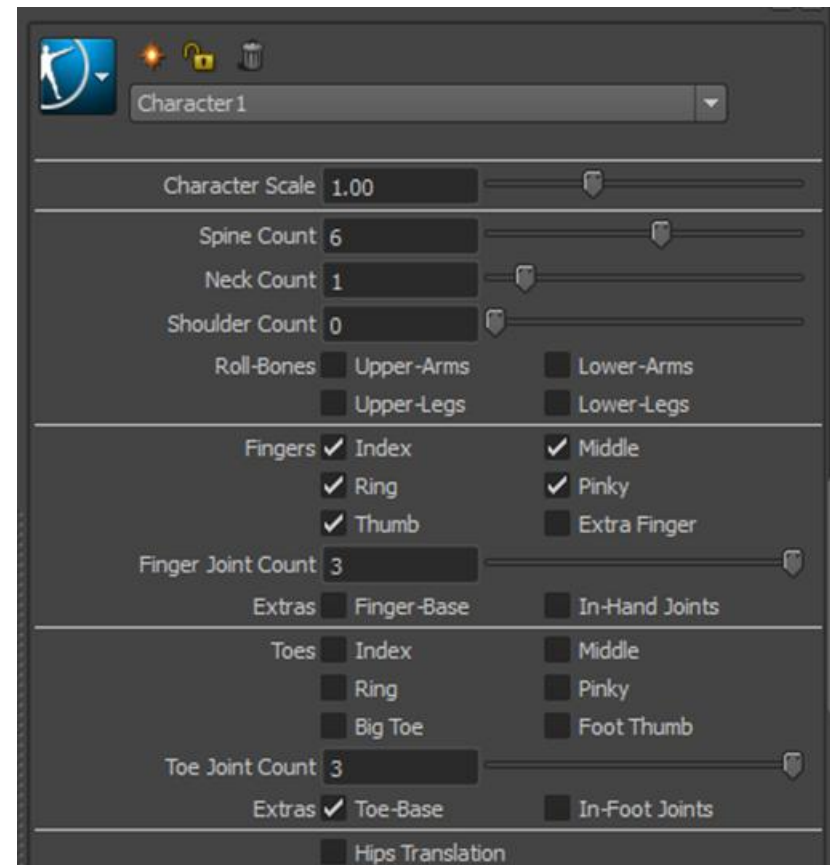 Character1
Character Scale 1.00
Spine Count 6
Neck Count 1
Shoulder Count 0
Roll-Bones Upper-Arms Lower-Arms
Upper-Legs Lower-Legs
Fingers Index Middle
Ring Pinky
Thumb Extra Finger
Finger Joint Count 3
Extras Finger-Base In-Hand Joints
Toes Index Middle
Ring Pinky
Big Toe Foot Thumb
Toe Joint Count 3
Extras Toe-Base In-Foot Joints
Hips Translation